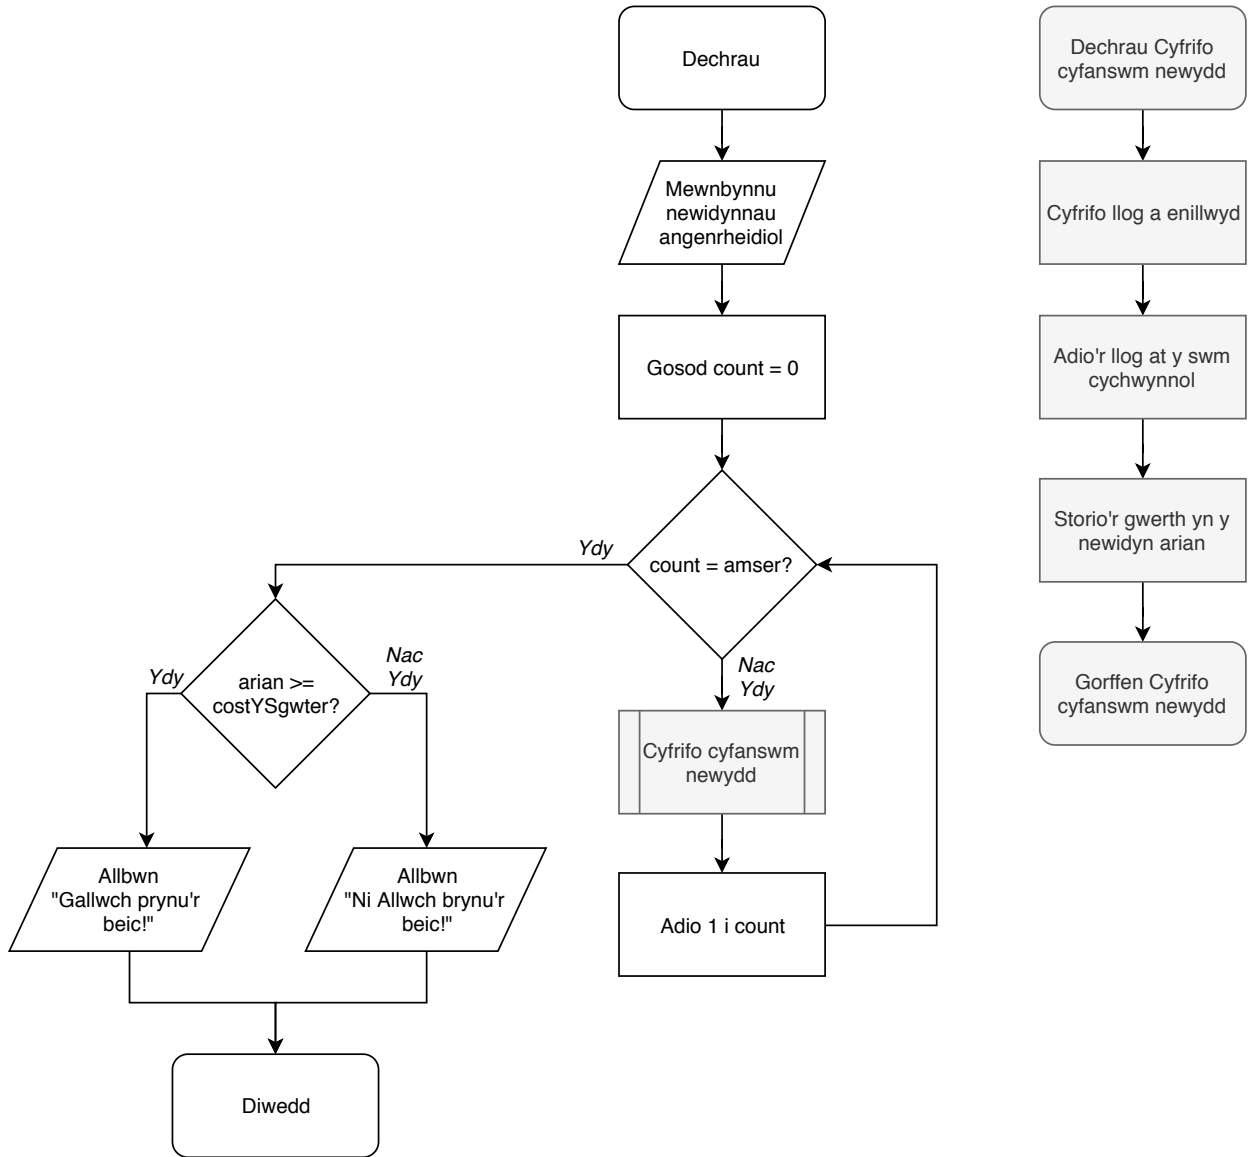 Dechrau
Mewnbynnu
newidynnau
angenrheidiol
Gosod count = 0
count = amser?
Ydy
Nac
Ydy
Cyfrifo cyfanswm
newydd
Adio 1 i count
arian >=
costYSgwter?
Ydy
Nac
Ydy
Allbwn
"Gallwch prynu'r
beic!"
Allbwn
"Ni Allwch brynu'r
beic!"
Diwedd
Dechrau Cyfrifo
cyfanswm newydd
Cyfrifo llog a enillwyd
Adio'r llog at y swm
cychwynnol
Storio'r gwerth yn y
newidyn arian
Gorffen Cyfrifo
cyfanswm newydd